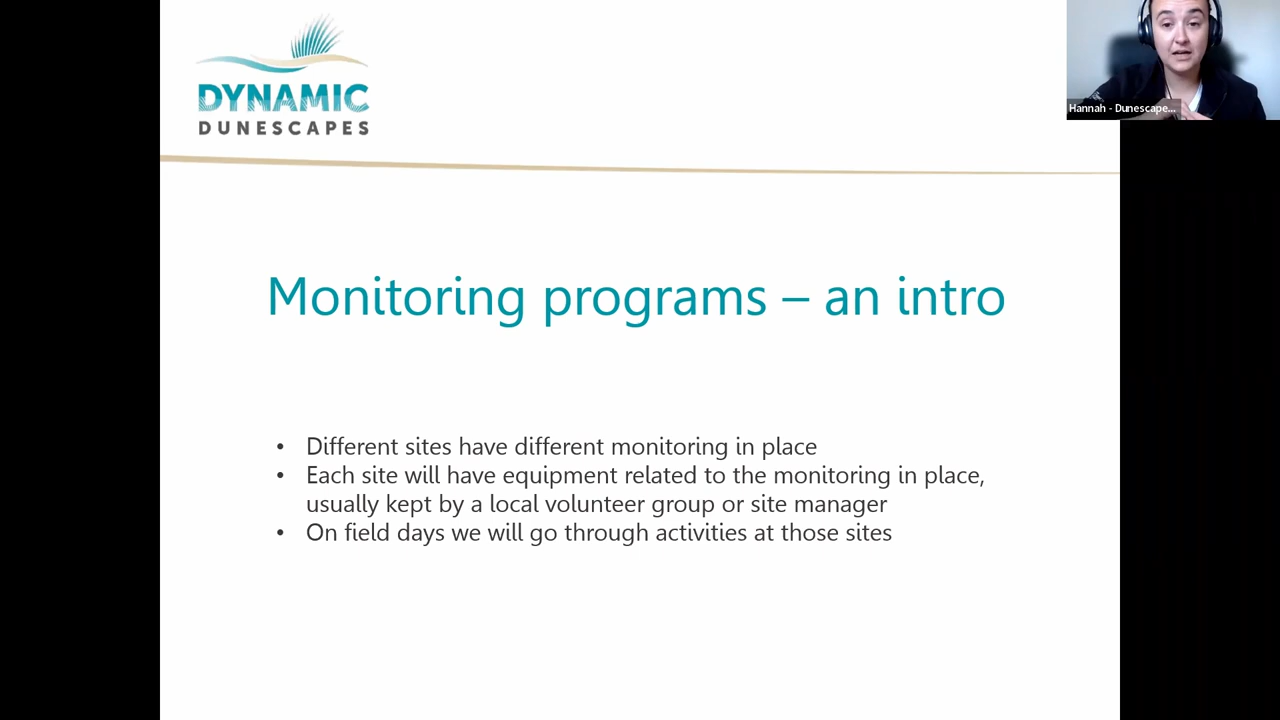 DYNAMIC
DUNESCAPES
Hannah - Dunescape...
Monitoring programs – an intro
• Different sites have different monitoring in place
• Each site will have equipment related to the monitoring in place,
usually kept by a local volunteer group or site manager
• On field days we will go through activities at those sites